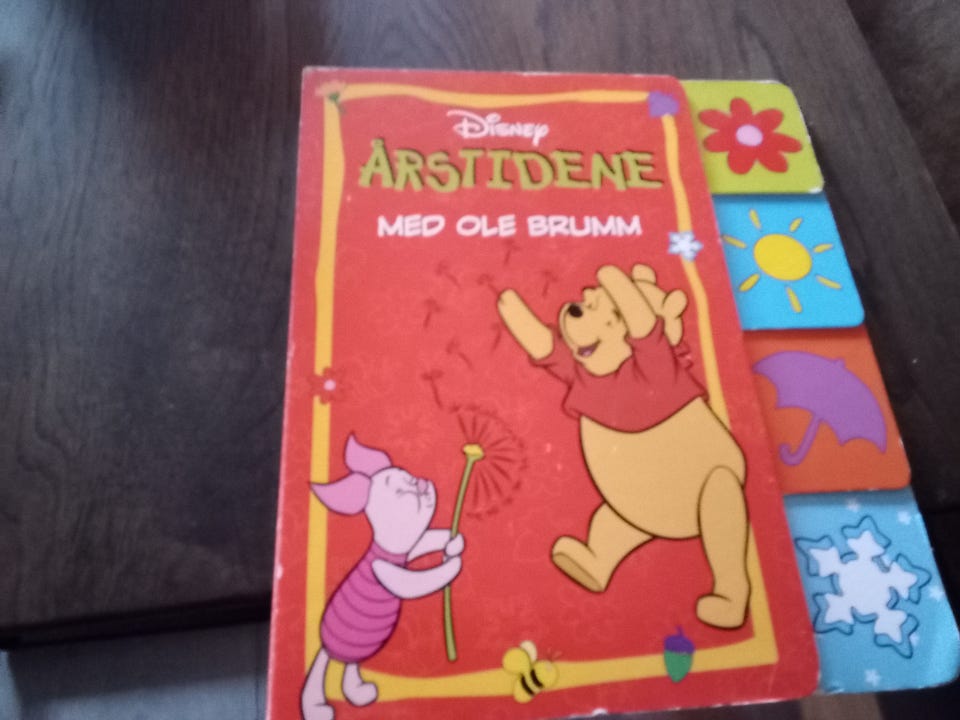 Disney
ÅRSTIDENE
MED OLE BRUMM